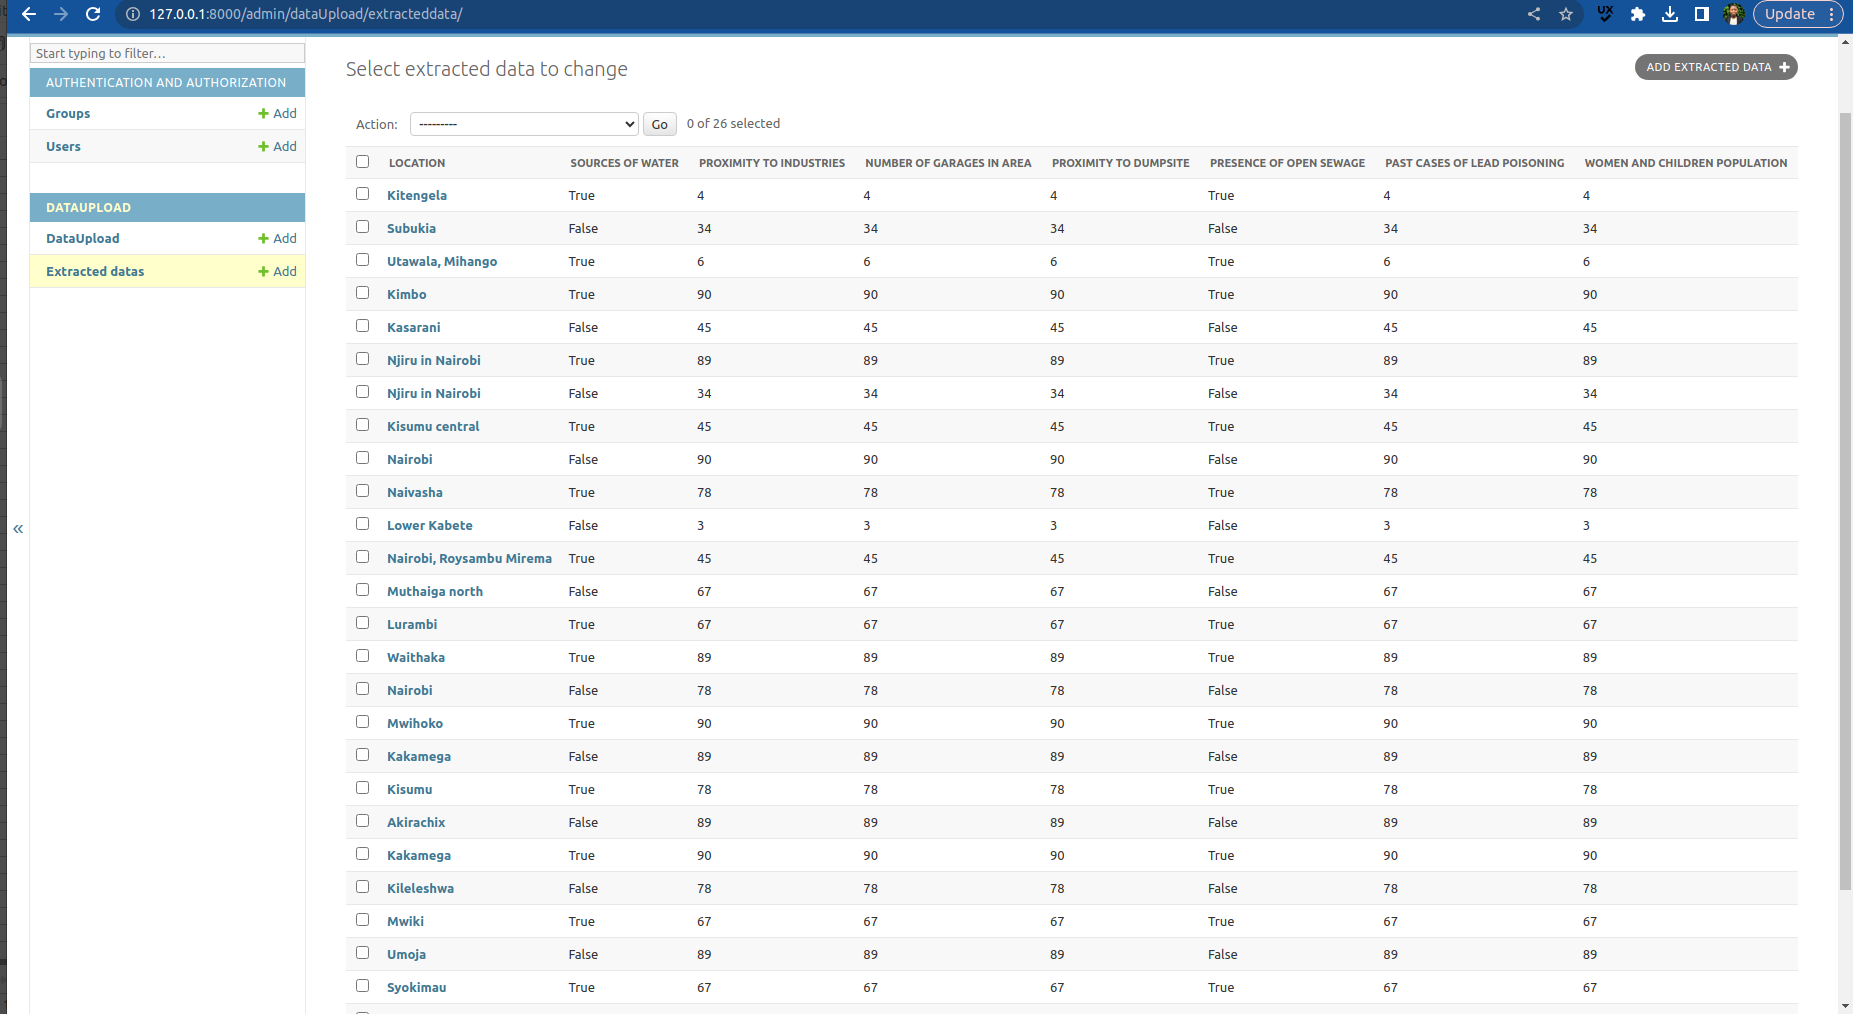 127.0.0.1:8000/admin/dataUpload/extracteddata/
UX
Update
Start typing to filter...
AUTHENTICATION AND AUTHORIZATION
Groups + Add
Users + Add
DATAUPLOAD
DataUpload + Add
Extracted datas + Add
«
Select extracted data to change
ADD EXTRACTED DATA +
Action: --------- Go 0 of 26 selected
LOCATION SOURCES OF WATER PROXIMITY TO INDUSTRIES NUMBER OF GARAGES IN AREA PROXIMITY TO DUMPSITE PRESENCE OF OPEN SEWAGE PAST CASES OF LEAD POISONING WOMEN AND CHILDREN POPULATION
Kitengela True 4 4 4 True 4 4
Subukia False 34 34 34 False 34 34
Utawala, Mihango True 6 6 6 True 6 6
Kimbo True 90 90 90 True 90 90
Kasarani False 45 45 45 False 45 45
Njiru in Nairobi True 89 89 89 True 89 89
Njiru in Nairobi False 34 34 34 False 34 34
Kisumu central True 45 45 45 True 45 45
Nairobi False 90 90 90 False 90 90
Naivasha True 78 78 78 True 78 78
Lower Kabete False 3 3 3 False 3 3
Nairobi, Roysambu Mirema True 45 45 45 True 45 45
Muthaiga north False 67 67 67 False 67 67
Lurambi True 67 67 67 True 67 67
Waithaka True 89 89 89 True 89 89
Nairobi False 78 78 78 False 78 78
Mwihoko True 90 90 90 True 90 90
Kakamega False 89 89 89 False 89 89
Kisumu True 78 78 78 True 78 78
Akirachix False 89 89 89 False 89 89
Kakamega True 90 90 90 True 90 90
Kileleshwa False 78 78 78 False 78 78
Mwiki True 67 67 67 True 67 67
Umoja False 89 89 89 False 89 89
Syokimau True 67 67 67 True 67 67